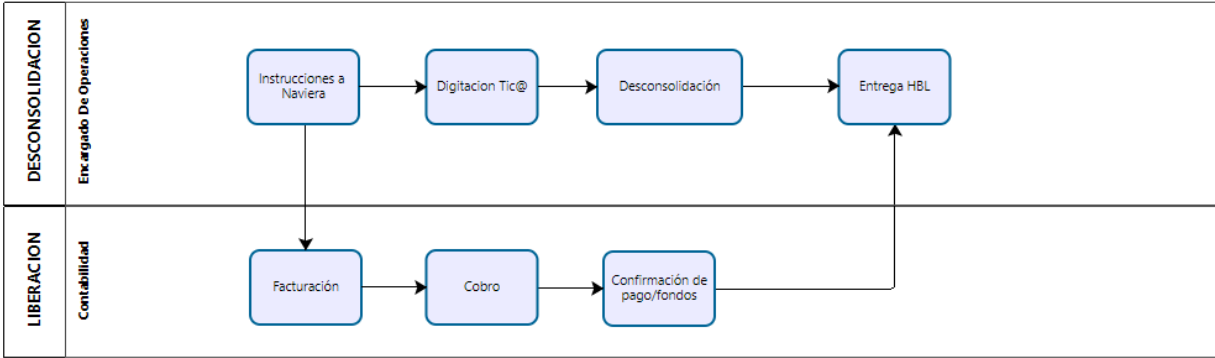 DESCONSOLIDACION
Encargado De Operaciones
Instrucciones a
Naviera
Digitacion Tic@
Desconsolidación
Entrega HBL
LIBERACION
Contabilidad
Facturación
Cobro
Confirmación de
pago/fondos